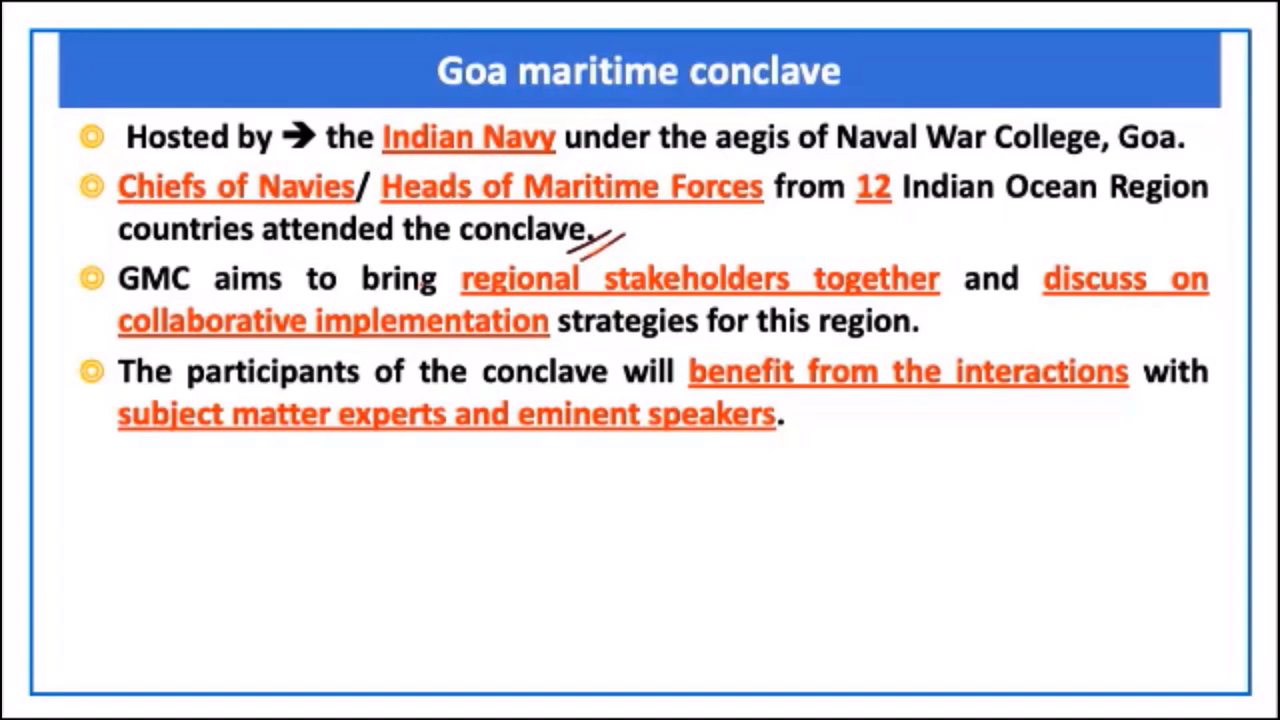 Goa maritime conclave
Hosted by ➔ the Indian Navy under the aegis of Naval War College, Goa.
Chiefs of Navies/ Heads of Maritime Forces from 12 Indian Ocean Region
countries attended the conclave.
GMC aims to bring regional stakeholders together and discuss on
collaborative implementation strategies for this region.
The participants of the conclave will benefit from the interactions with
subject matter experts and eminent speakers.